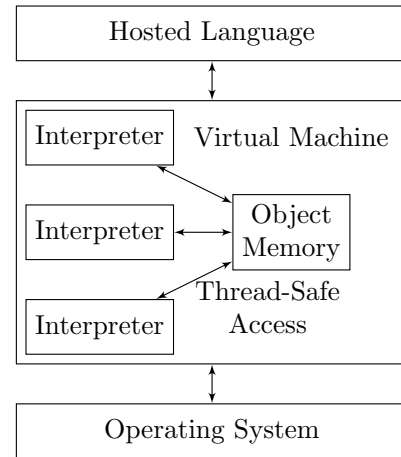 Hosted Language
Interpreter
Virtual Machine
Interpreter
Object
Memory
Thread-Safe
Access
Interpreter
Operating System